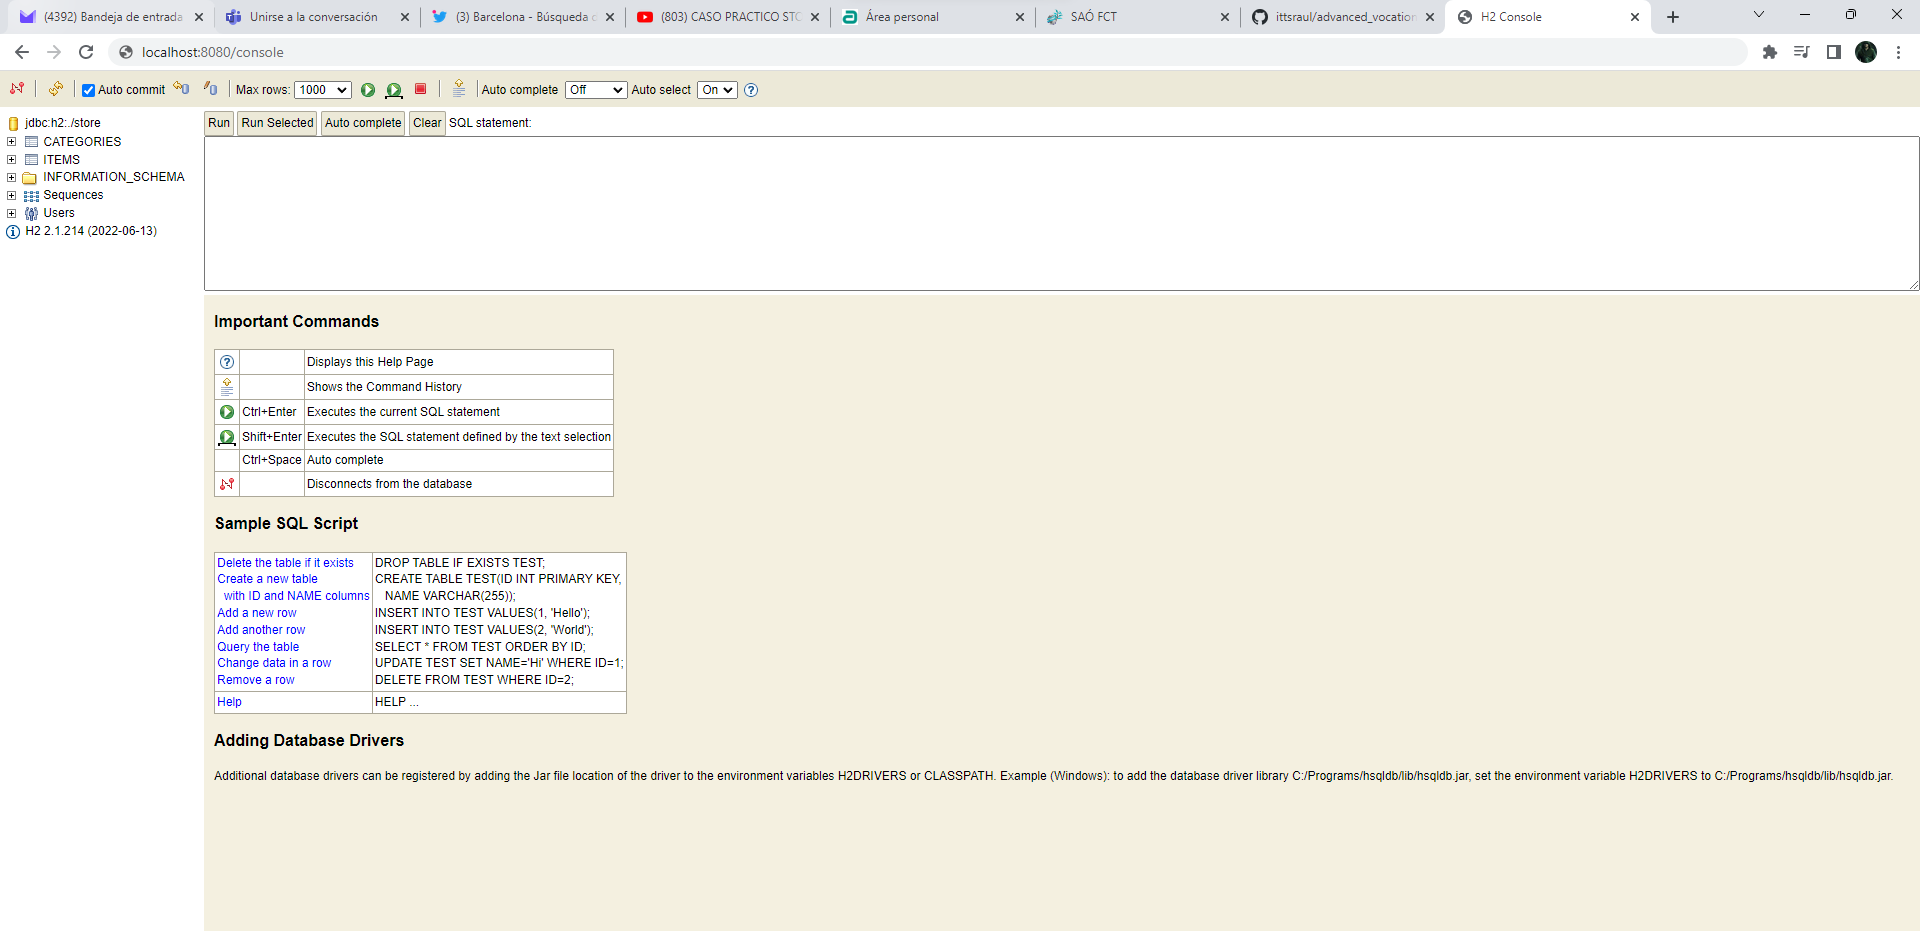 (4392) Bandeja de entrada
Unirse a la conversación
(3) Barcelona - Búsqueda
(803) CASO PRACTICO STO
Área personal
SAÓ FCT
ittsraul/advanced_vocation
H2 Console
localhost:8080/console
Auto commit
Max rows: 1000
Auto complete Off
Auto select On
jdbc:h2:./store
CATEGORIES
ITEMS
INFORMATION_SCHEMA
Sequences
Users
H2 2.1.214 (2022-06-13)
Run Run Selected Auto complete Clear SQL statement:
Important Commands
Displays this Help Page
Shows the Command History
Ctrl+Enter Executes the current SQL statement
Shift+Enter Executes the SQL statement defined by the text selection
Ctrl+Space Auto complete
Disconnects from the database
Sample SQL Script
Delete the table if it exists DROP TABLE IF EXISTS TEST;
Create a new table CREATE TABLE TEST(ID INT PRIMARY KEY,
with ID and NAME columns NAME VARCHAR(255));
Add a new row INSERT INTO TEST VALUES(1, 'Hello');
Add another row INSERT INTO TEST VALUES(2, 'World');
Query the table SELECT * FROM TEST ORDER BY ID;
Change data in a row UPDATE TEST SET NAME='Hi' WHERE ID=1;
Remove a row DELETE FROM TEST WHERE ID=2;
Help HELP ...
Adding Database Drivers
Additional database drivers can be registered by adding the Jar file location of the driver to the environment variables H2DRIVERS or CLASSPATH. Example (Windows): to add the database driver library C:/Programs/hsqldb/lib/hsqldb.jar, set the environment variable H2DRIVERS to C:/Programs/hsqldb/lib/hsqldb.jar.